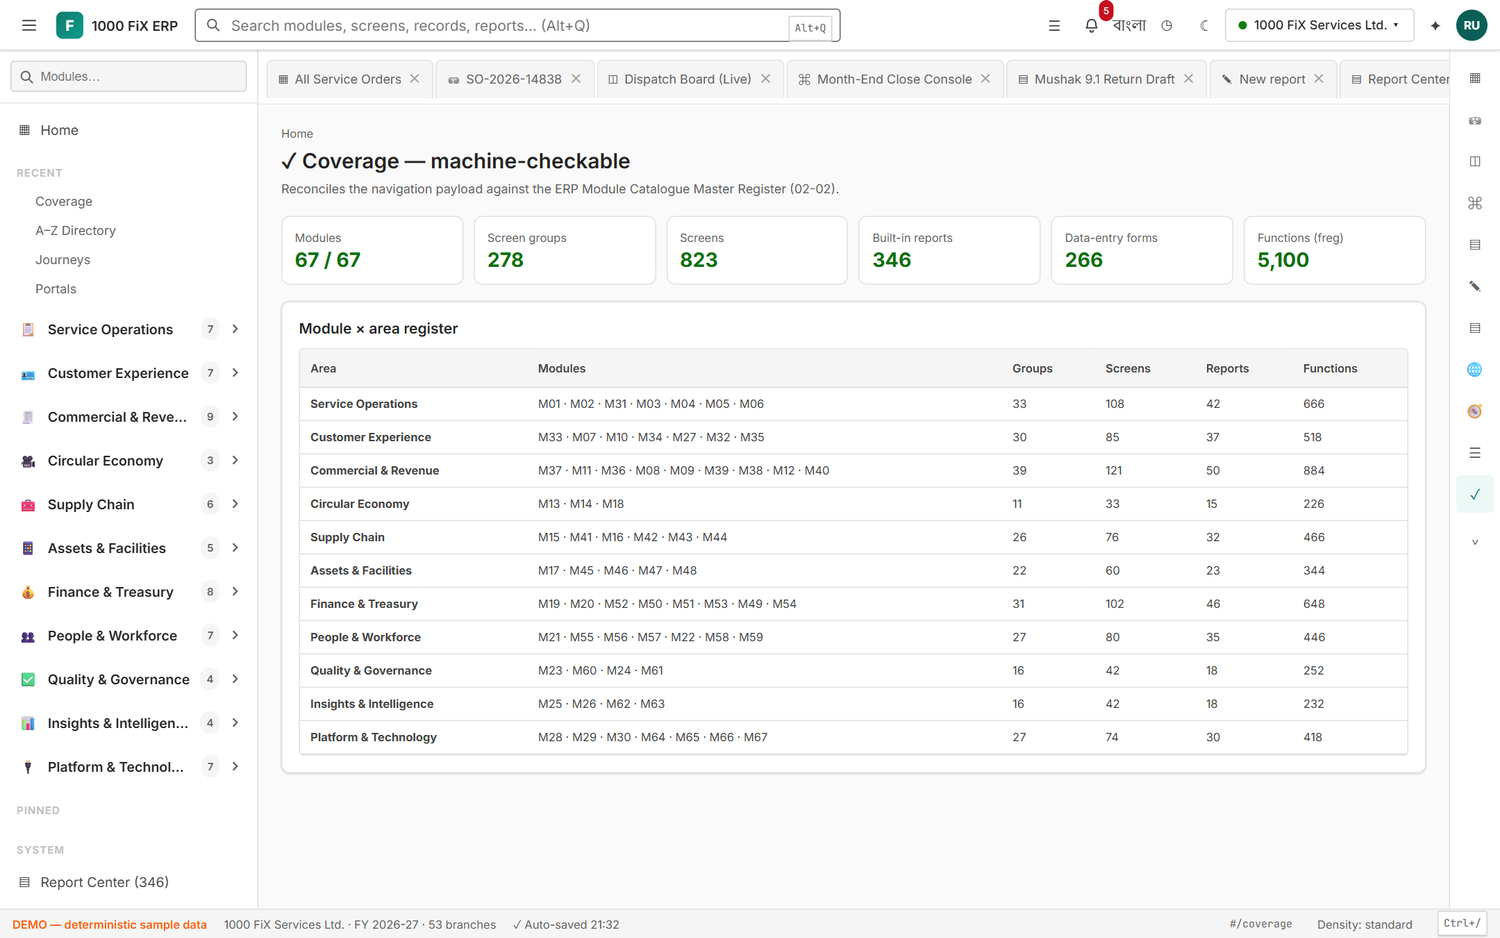 F 1000 FiX ERP Search modules, screens, records, reports... (Alt+Q) Alt+Q 5 বাংলা 1000 FiX Services Ltd. RU
Modules...
All Service Orders SO-2026-14838 Dispatch Board (Live) Month-End Close Console Mushak 9.1 Return Draft New report Report Center
Home
RECENT
Coverage
A–Z Directory
Journeys
Portals
Service Operations 7
Customer Experience 7
Commercial & Reve... 9
Circular Economy 3
Supply Chain 6
Assets & Facilities 5
Finance & Treasury 8
People & Workforce 7
Quality & Governance 4
Insights & Intelligen... 4
Platform & Technol... 7
PINNED
SYSTEM
Report Center (346)
Home
✓ Coverage — machine-checkable
Reconciles the navigation payload against the ERP Module Catalogue Master Register (02-02).
Modules
67 / 67
Screen groups
278
Screens
823
Built-in reports
346
Data-entry forms
266
Functions (freg)
5,100
Module × area register
Area Modules Groups Screens Reports Functions
Service Operations M01 · M02 · M31 · M03 · M04 · M05 · M06 33 108 42 666
Customer Experience M33 · M07 · M10 · M34 · M27 · M32 · M35 30 85 37 518
Commercial & Revenue M37 · M11 · M36 · M08 · M09 · M39 · M38 · M12 · M40 39 121 50 884
Circular Economy M13 · M14 · M18 11 33 15 226
Supply Chain M15 · M41 · M16 · M42 · M43 · M44 26 76 32 466
Assets & Facilities M17 · M45 · M46 · M47 · M48 22 60 23 344
Finance & Treasury M19 · M20 · M52 · M50 · M51 · M53 · M49 · M54 31 102 46 648
People & Workforce M21 · M55 · M56 · M57 · M22 · M58 · M59 27 80 35 446
Quality & Governance M23 · M60 · M24 · M61 16 42 18 252
Insights & Intelligence M25 · M26 · M62 · M63 16 42 18 232
Platform & Technology M28 · M29 · M30 · M64 · M65 · M66 · M67 27 74 30 418
DEMO — deterministic sample data 1000 FiX Services Ltd. · FY 2026-27 · 53 branches ✓ Auto-saved 21:32 #/coverage Density: standard Ctrl+/